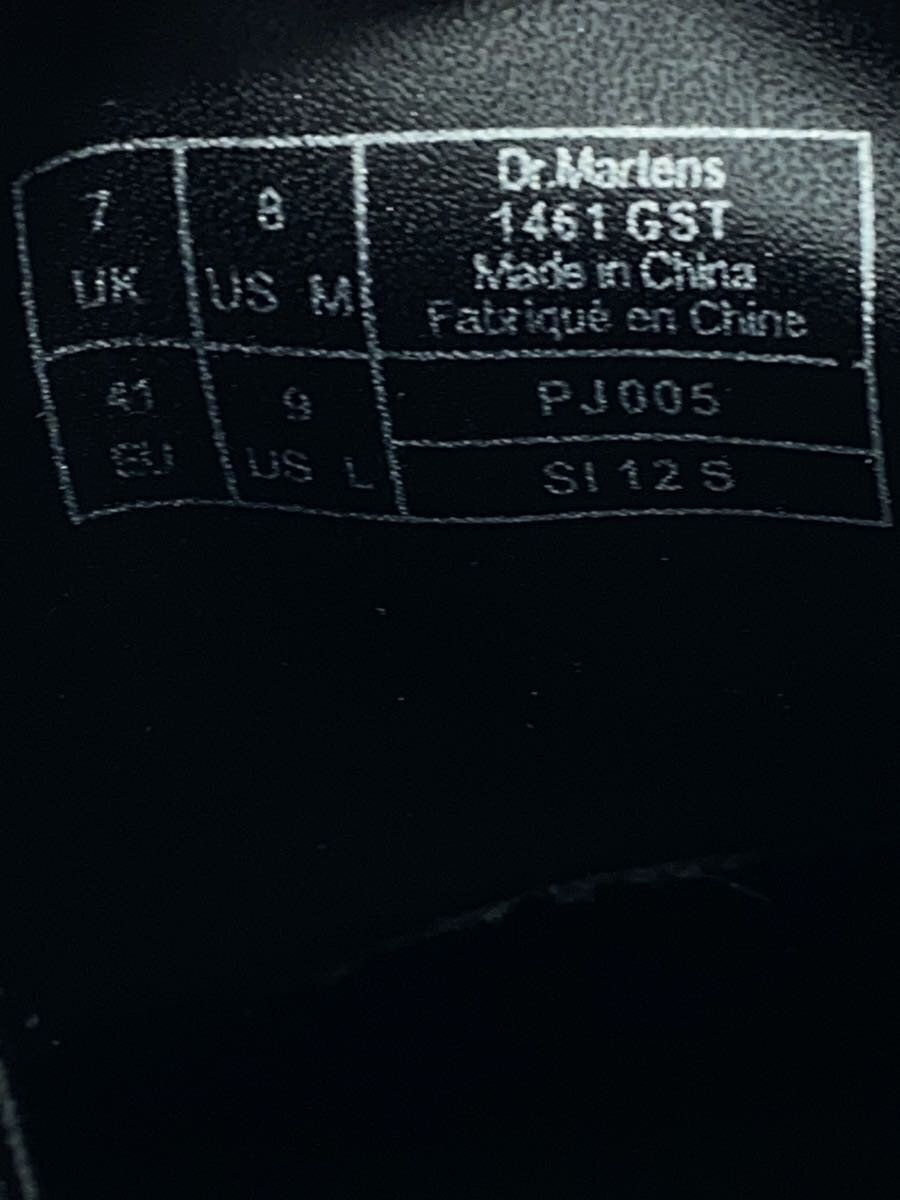 7
UK
8
US M
Dr.Martens
1461 GST
Made in China
Fabriqué en Chine
41
EU
9
US L
PJ005
SI 12 S